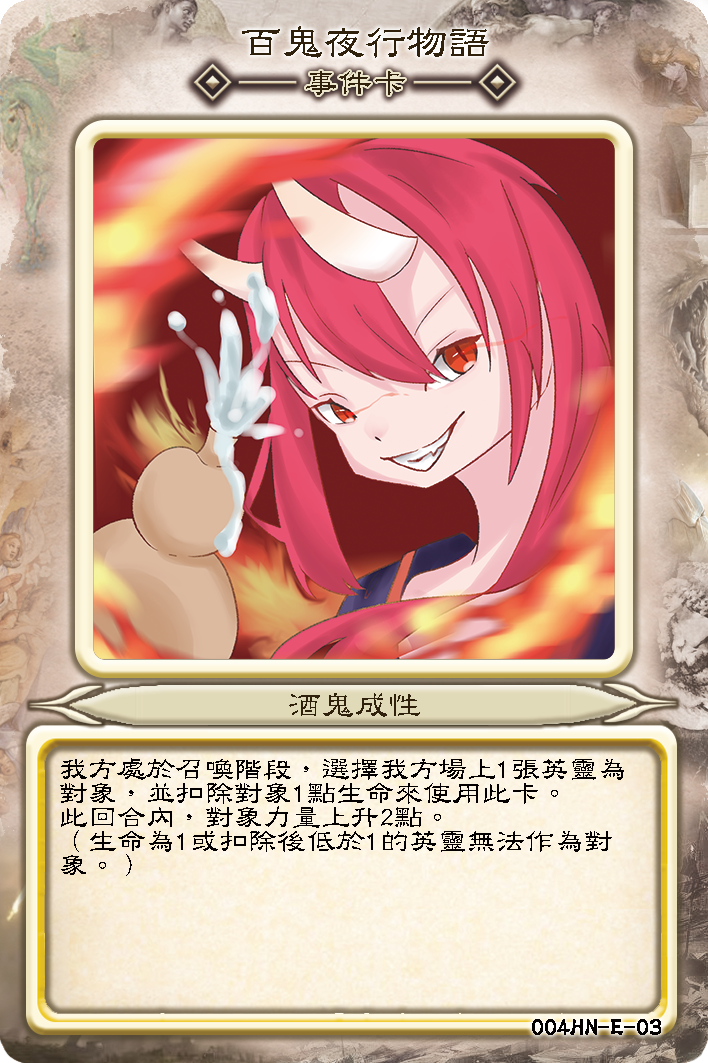 百鬼夜行物語
事件卡
酒鬼成性
我方處於召喚階段，選擇我方場上1張英靈為
對象，並扣除對象1點生命來使用此卡。
此回合內，對象力量上升2點。
（生命為1或扣除後低於1的英靈無法作為對
象。）
004HN-E-03